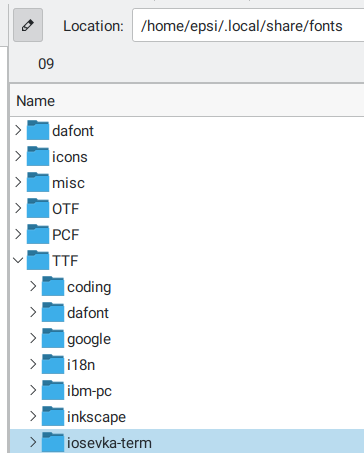 Location: /home/epsi/.local/share/fonts
09
Name
dafont
icons
misc
OTF
PCF
TTF
coding
dafont
google
i18n
ibm-pc
inkscape
iosevka-term